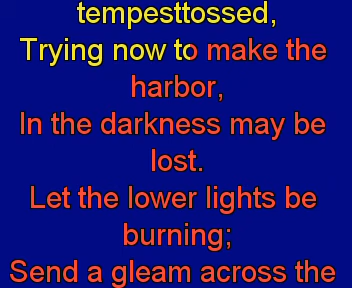 tempesttossed,
Trying now to make the
harbor,
In the darkness may be
lost.
Let the lower lights be
burning;
Send a gleam across the